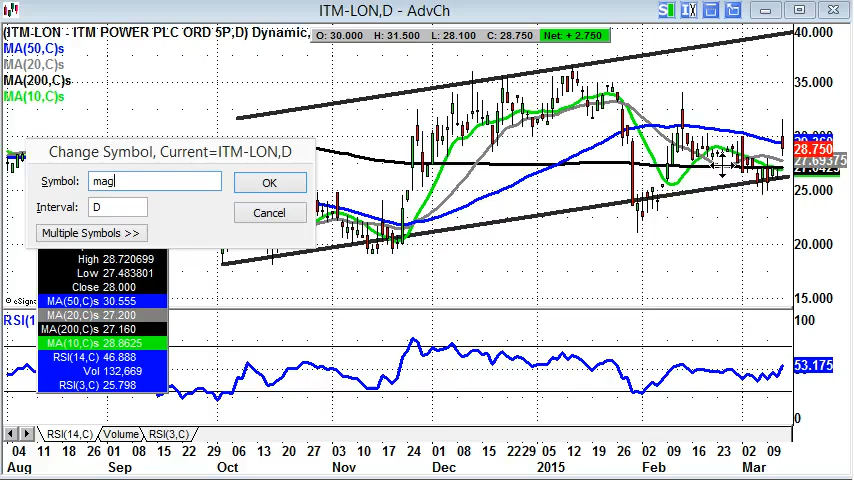 ITM-LON,D - AdvCh
(ITM-LON - ITM POWER PLC ORD 5P,D) Dynamic,
O: 30.000 H: 31.500 L: 28.100 C: 28.750 Net: + 2.750
MA(50,C)s
MA(20,C)s
MA(200,C)s
MA(10,C)s
40.000
35.000
28.750
27.69375
25.000
20.000
15.000
Change Symbol, Current=ITM-LON,D
Symbol: mag
OK
Interval: D
Cancel
Multiple Symbols >>
High 28.720699
Low 27.483801
Close 28.000
MA(50,C)s 30.555
MA(20,C)s 27.200
MA(200,C)s 27.160
MA(10,C)s 28.8625
RSI(14,C) 46.888
Vol 132,669
RSI(3,C) 25.798
© eSign
RSI(1
100
53.175
0
RSI(14,C) Volume RSI(3,C)
04 11 18 26 02 08 15 22 29 06 13 20 27 03 10 17 24 02 08 15 22 29 05 12 19 26 02 09 16 23 02 09
Aug Sep Oct Nov Dec 2015 Feb Mar